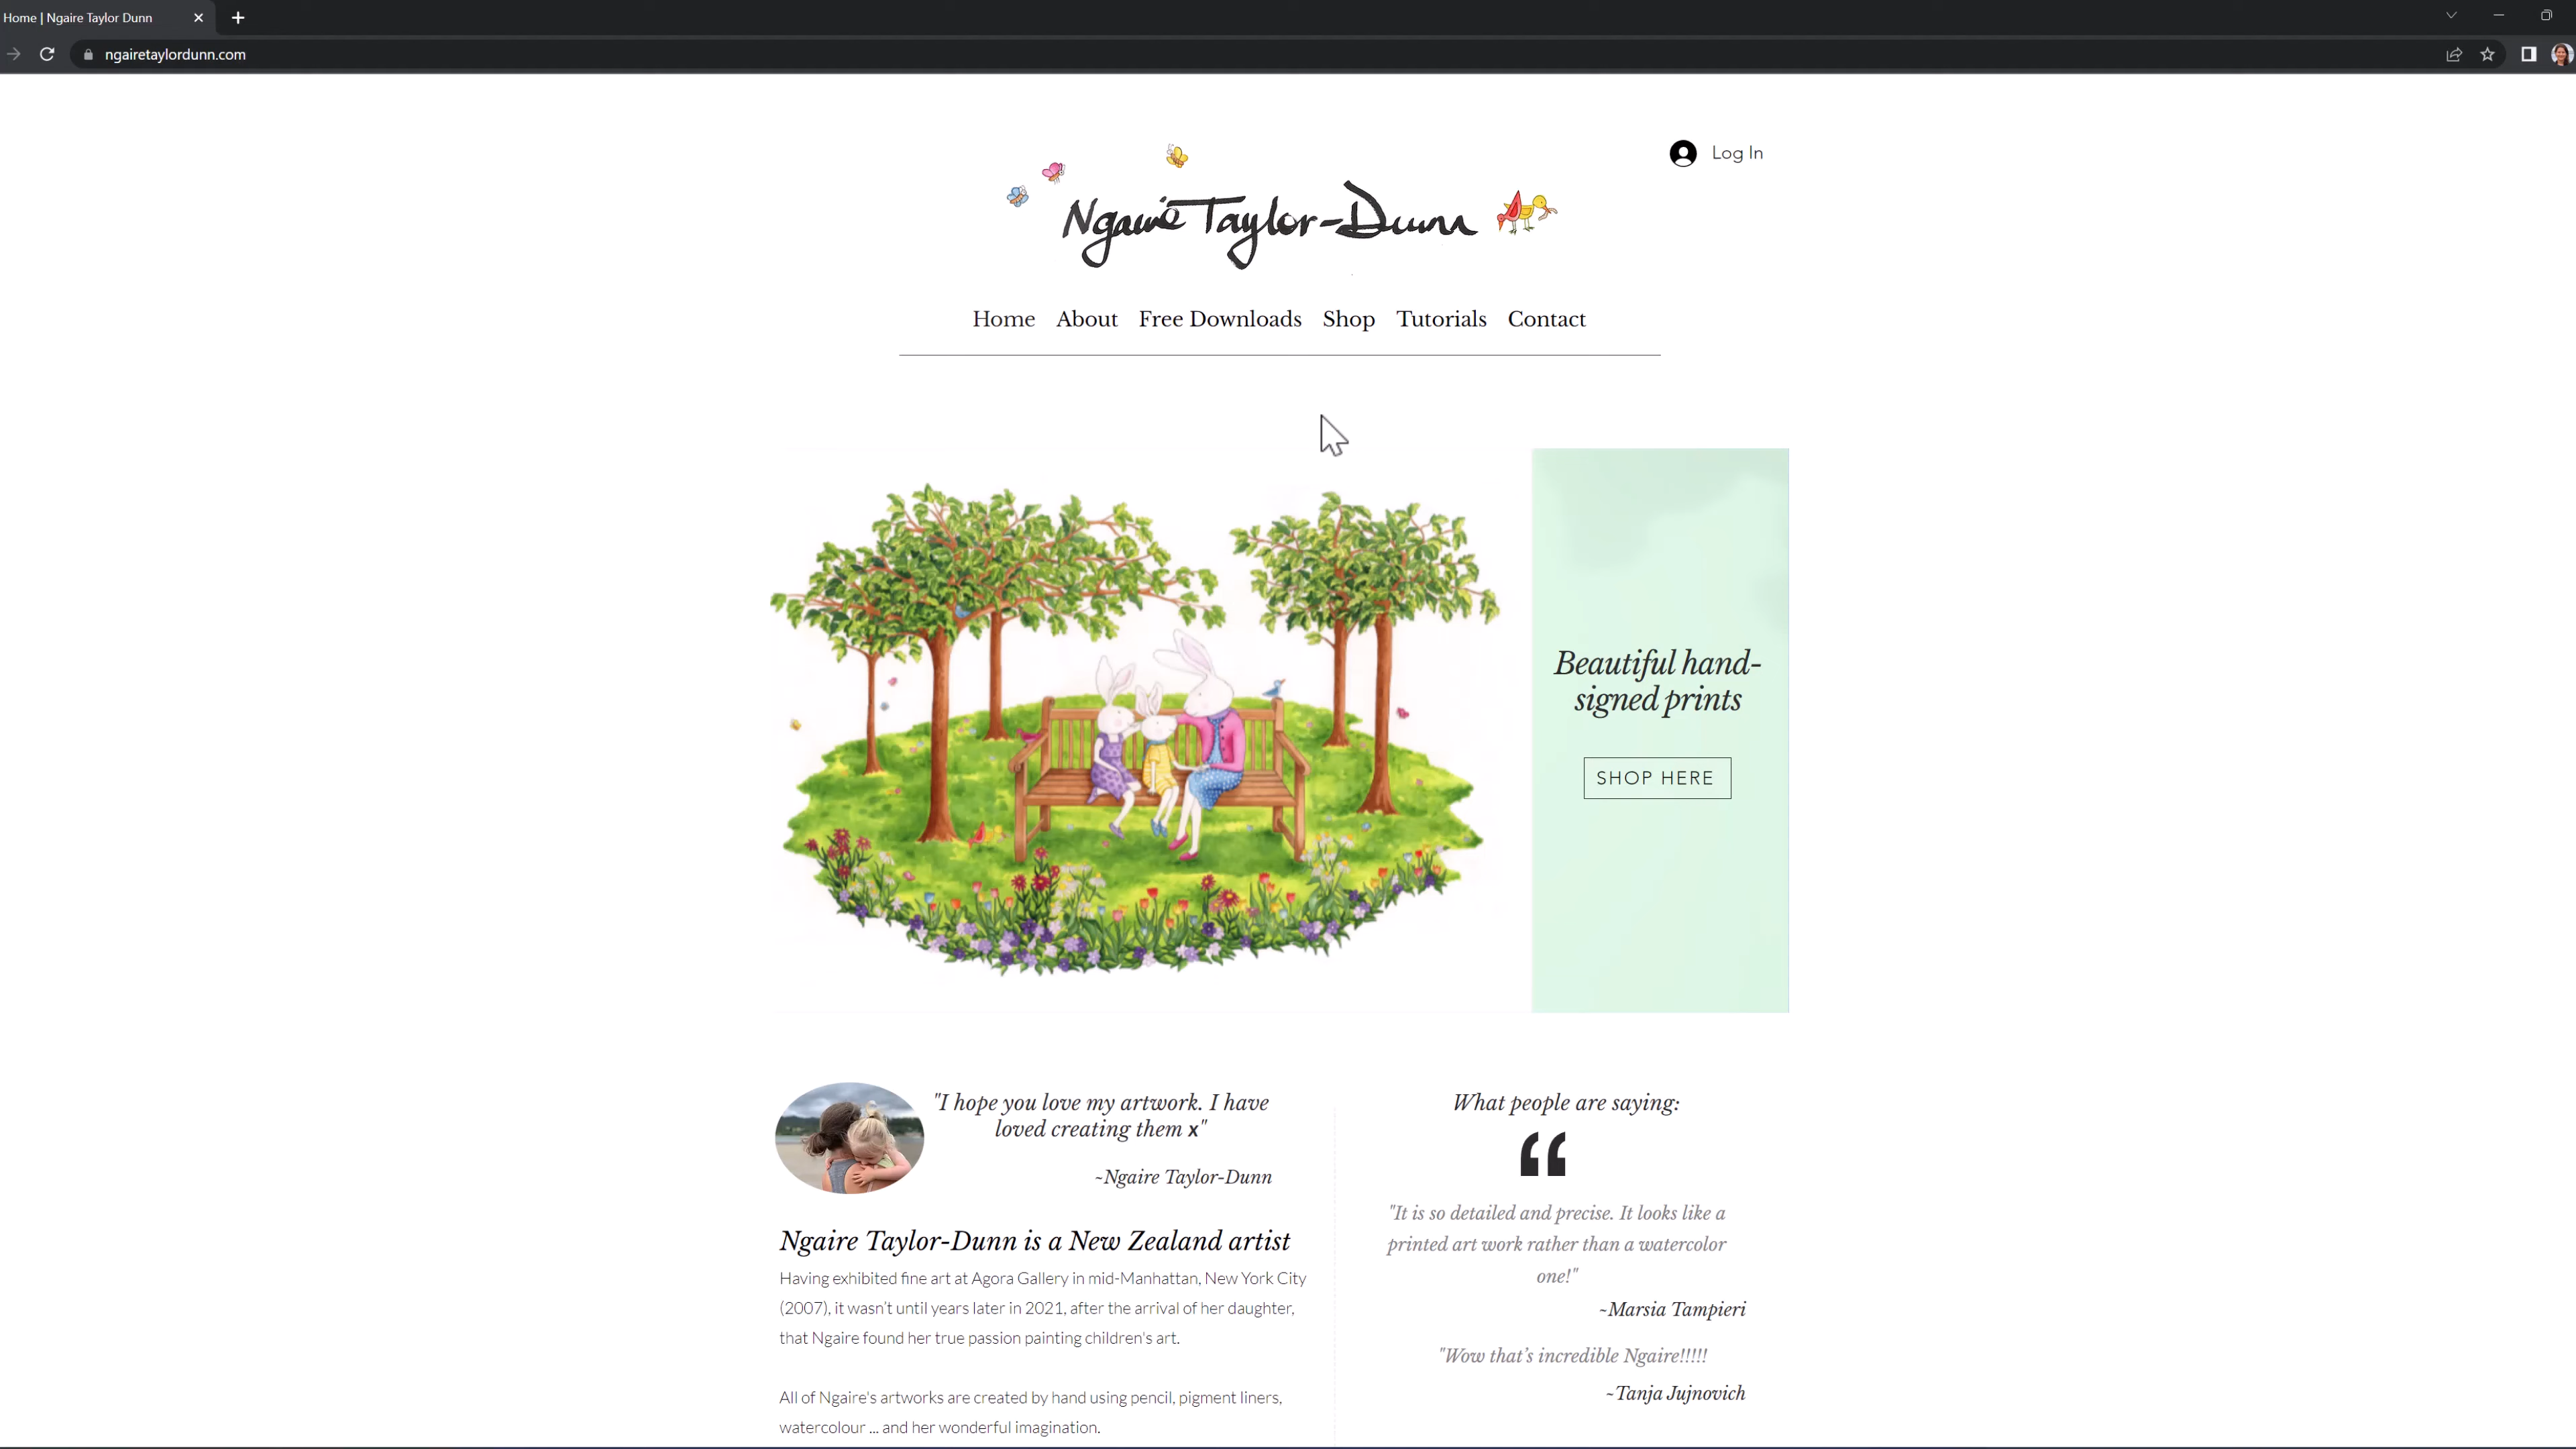 Home | Ngaire Taylor Dunn
ngairetaylordunn.com
Log In
Ngaire Taylor-Dunn
Home About Free Downloads Shop Tutorials Contact
Beautiful hand-
signed prints
SHOP HERE
"I hope you love my artwork. I have
loved creating them x"
~Ngaire Taylor-Dunn
Ngaire Taylor-Dunn is a New Zealand artist
Having exhibited fine art at Agora Gallery in mid-Manhattan, New York City
(2007), it wasn't until years later in 2021, after the arrival of her daughter,
that Ngaire found her true passion painting children's art.
All of Ngaire's artworks are created by hand using pencil, pigment liners,
watercolour ... and her wonderful imagination.
What people are saying:
"It is so detailed and precise. It looks like a
printed art work rather than a watercolor
one!"
~Marsia Tampieri
"Wow that's incredible Ngaire!!!!!
~Tanja Jujnovich